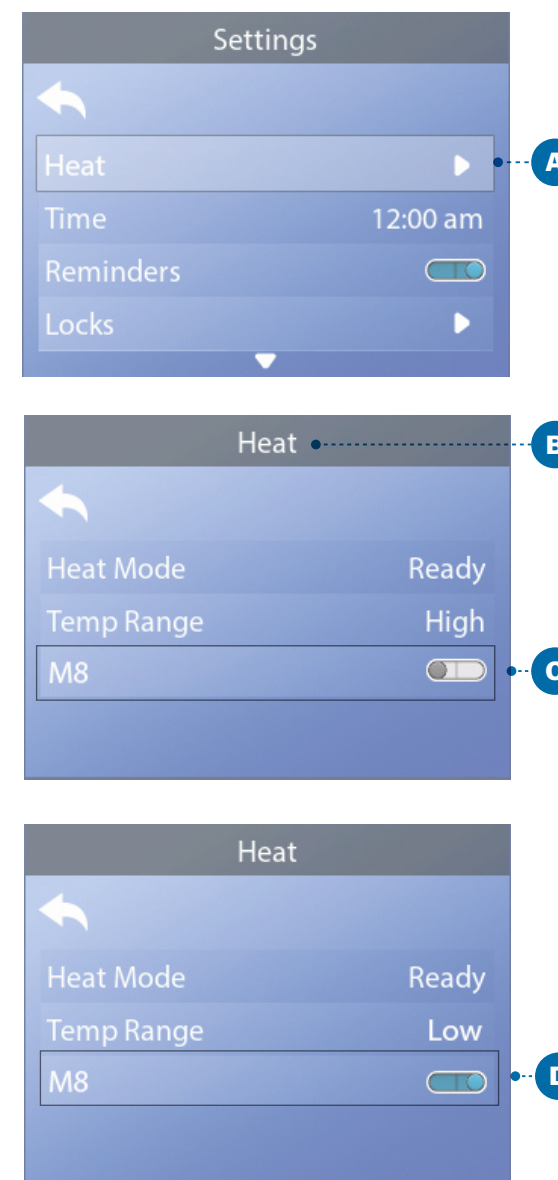 Settings
Heat
A
Time 12:00 am
Reminders
Locks
Heat
B
Heat Mode Ready
Temp Range High
M8
C
Heat
Heat Mode Ready
Temp Range Low
M8
D